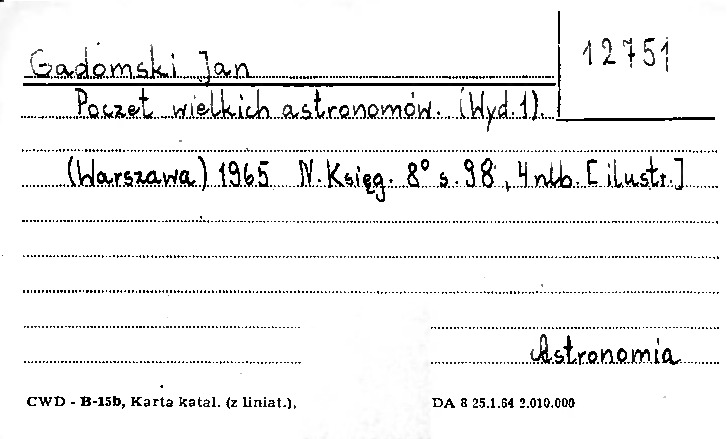 12751
Gadomski Jan
Poczet wielkich astronomów. (Wyd.1).
(Warszawa) 1965 N. Księg. 8° s. 98, 4 nlb. [ilustr.]
Astronomia
CWD - B-15b, Karta katal. (z liniat.), DA 8 25.1.64 2.010.000